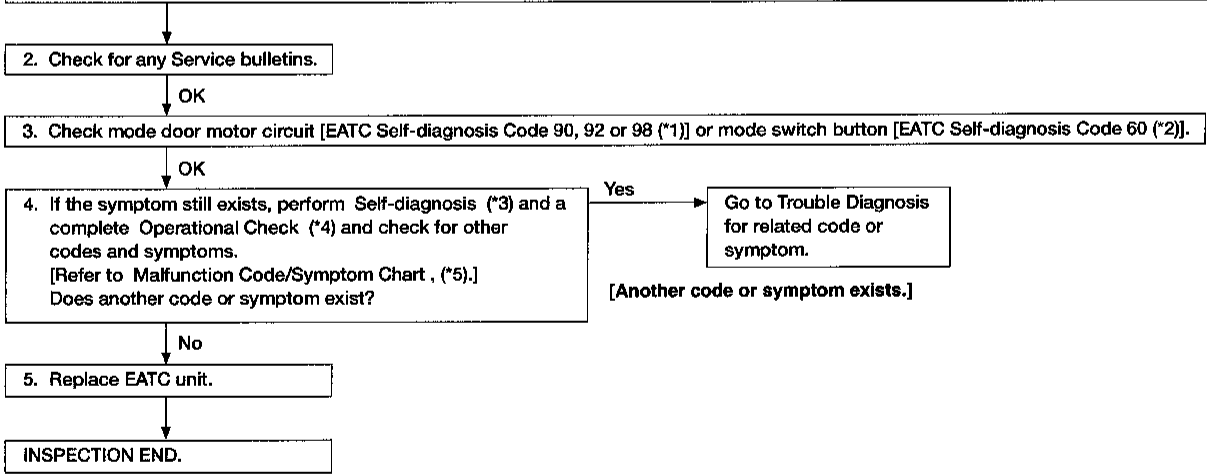 2. Check for any Service bulletins.
OK
3. Check mode door motor circuit [EATC Self-diagnosis Code 90, 92 or 98 (*1)] or mode switch button [EATC Self-diagnosis Code 60 (*2)].
OK
4. If the symptom still exists, perform Self-diagnosis (*3) and a
complete Operational Check (*4) and check for other
codes and symptoms.
[Refer to Malfunction Code/Symptom Chart , (*5).]
Does another code or symptom exist?
Yes
Go to Trouble Diagnosis
for related code or
symptom.
[Another code or symptom exists.]
No
5. Replace EATC unit.
INSPECTION END.